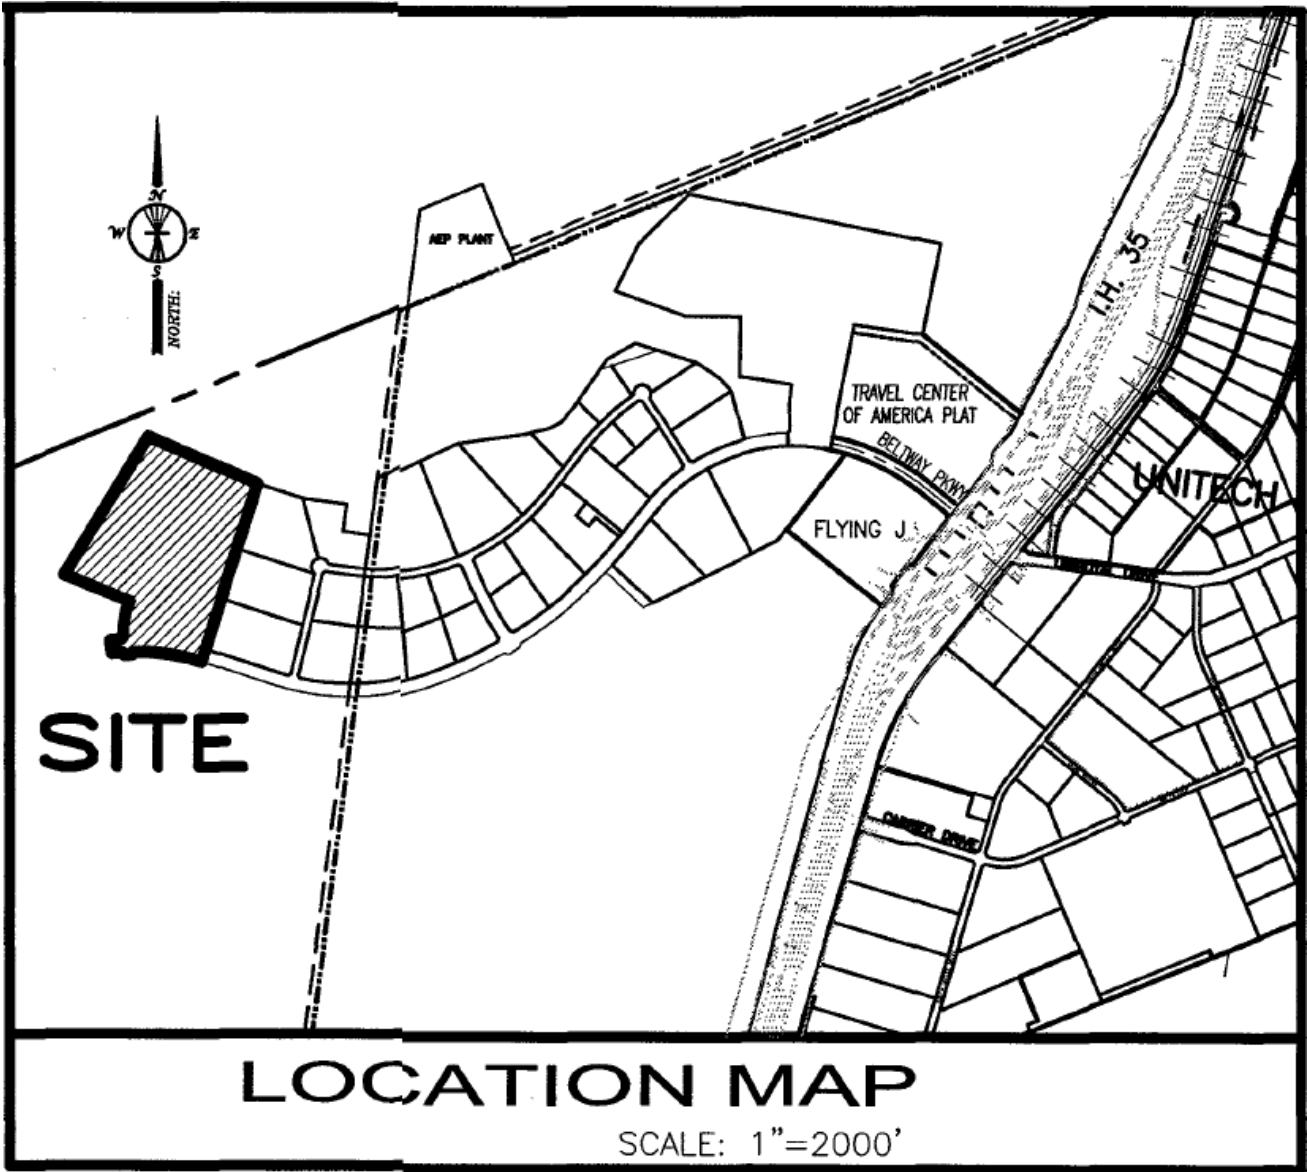 N
W E
S
NORTH:
AEP PLANT
I.H. 35
TRAVEL CENTER
OF AMERICA PLAT
BELTWAY PKWY
UNITECH
FLYING J
SITE
CARRIER DRIVE
LOCATION MAP
SCALE: 1"=2000'